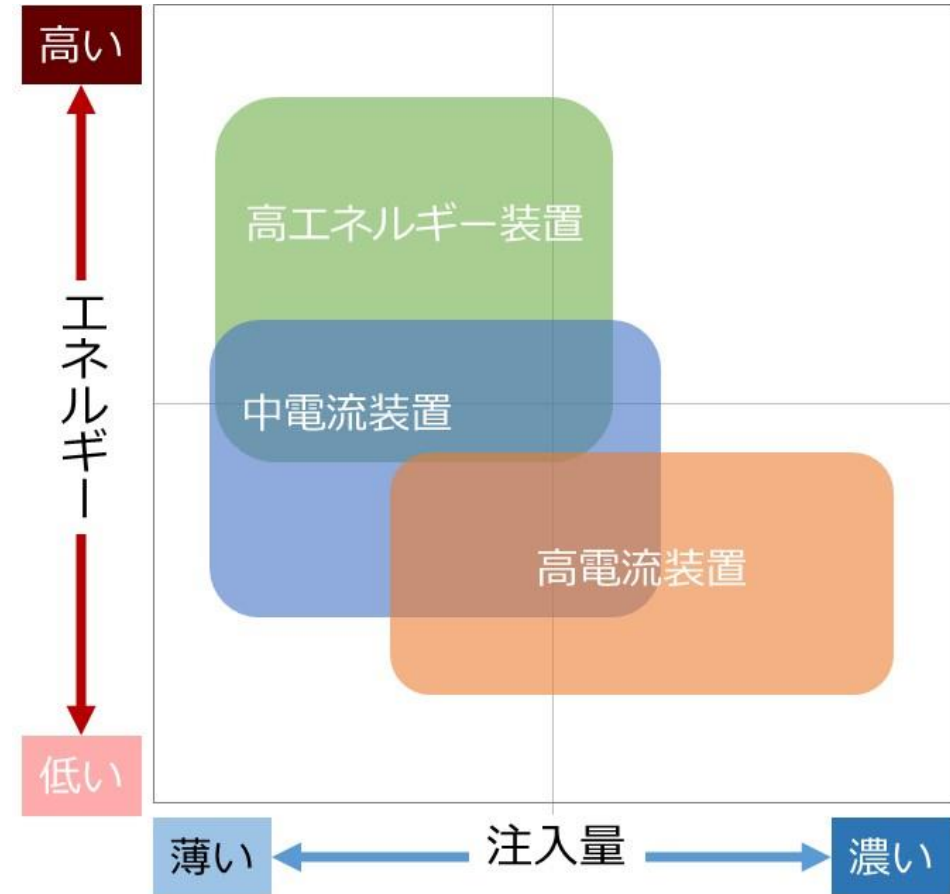 高い
高エネルギー装置
エネルギー
中電流装置
高電流装置
低い
薄い
注入量
濃い